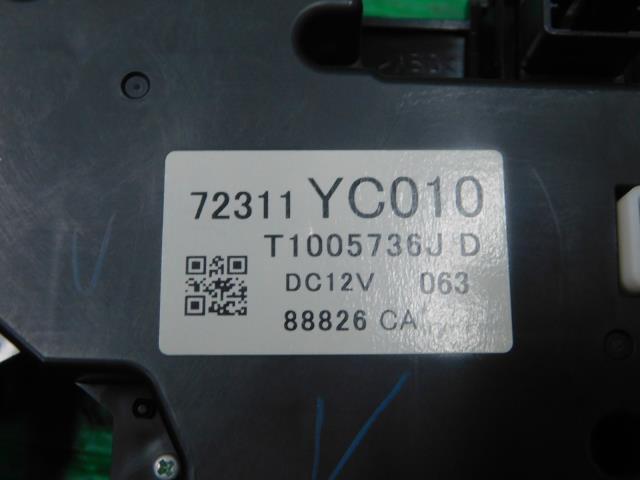 72311 YC010
T1005736J D
DC12V 063
88826 CA